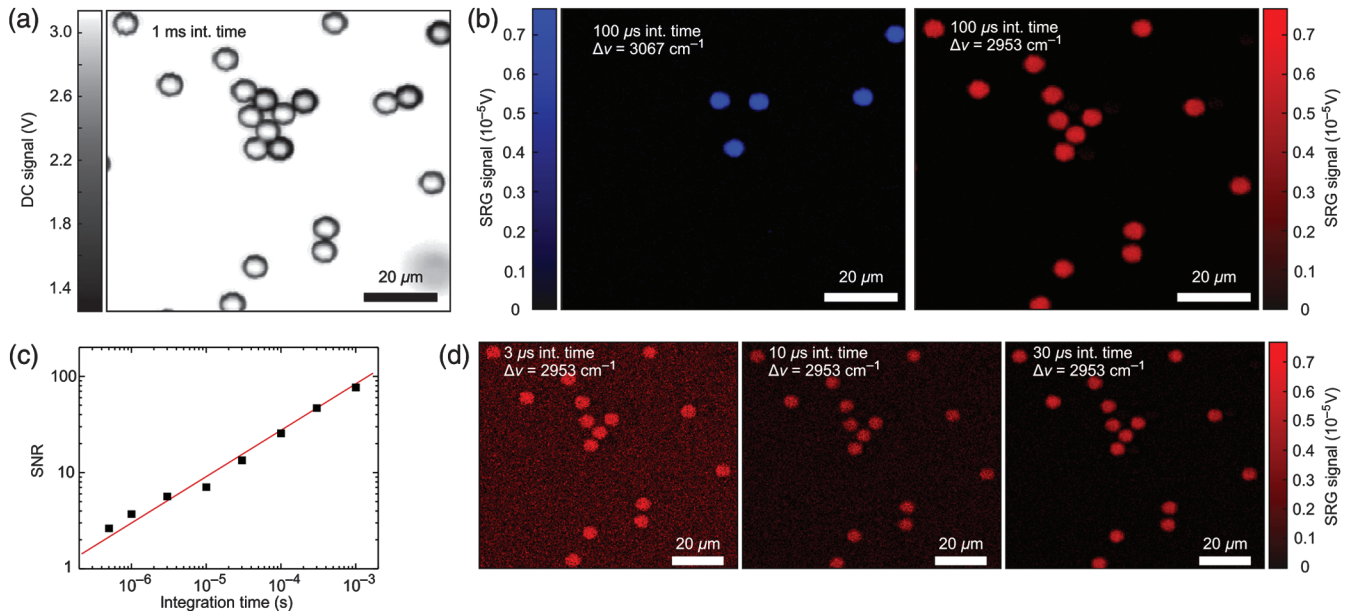 (a)
3.0
2.6
2.2
1.8
1.4
DC signal (V)
1 ms int. time
20 μm
(b)
0.7
0.6
0.5
0.4
0.3
0.2
0.1
0
SRG signal (10⁻⁵V)
100 μs int. time
Δν = 3067 cm⁻¹
20 μm
100 μs int. time
Δν = 2953 cm⁻¹
20 μm
0.7
0.6
0.5
0.4
0.3
0.2
0.1
0
SRG signal (10⁻⁵V)
(c)
100
10
1
SNR
10⁻⁶
10⁻⁵
10⁻⁴
10⁻³
Integration time (s)
(d)
3 μs int. time
Δν = 2953 cm⁻¹
20 μm
10 μs int. time
Δν = 2953 cm⁻¹
20 μm
30 μs int. time
Δν = 2953 cm⁻¹
20 μm
0.7
0.6
0.5
0.4
0.3
0.2
0.1
0
SRG signal (10⁻⁵V)